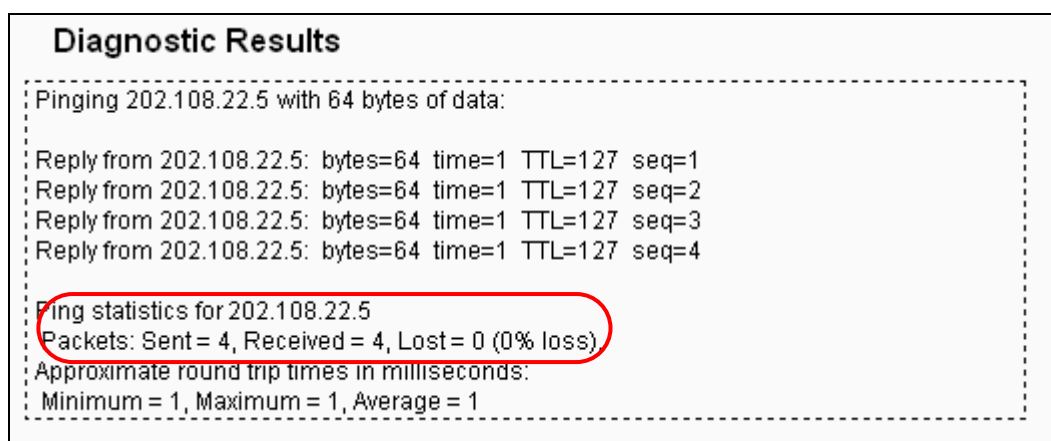 Diagnostic Results
Pinging 202.108.22.5 with 64 bytes of data:
Reply from 202.108.22.5: bytes=64 time=1 TTL=127 seq=1
Reply from 202.108.22.5: bytes=64 time=1 TTL=127 seq=2
Reply from 202.108.22.5: bytes=64 time=1 TTL=127 seq=3
Reply from 202.108.22.5: bytes=64 time=1 TTL=127 seq=4
Ping statistics for 202.108.22.5
Packets: Sent = 4, Received = 4, Lost = 0 (0% loss),
Approximate round trip times in milliseconds:
Minimum = 1, Maximum = 1, Average = 1